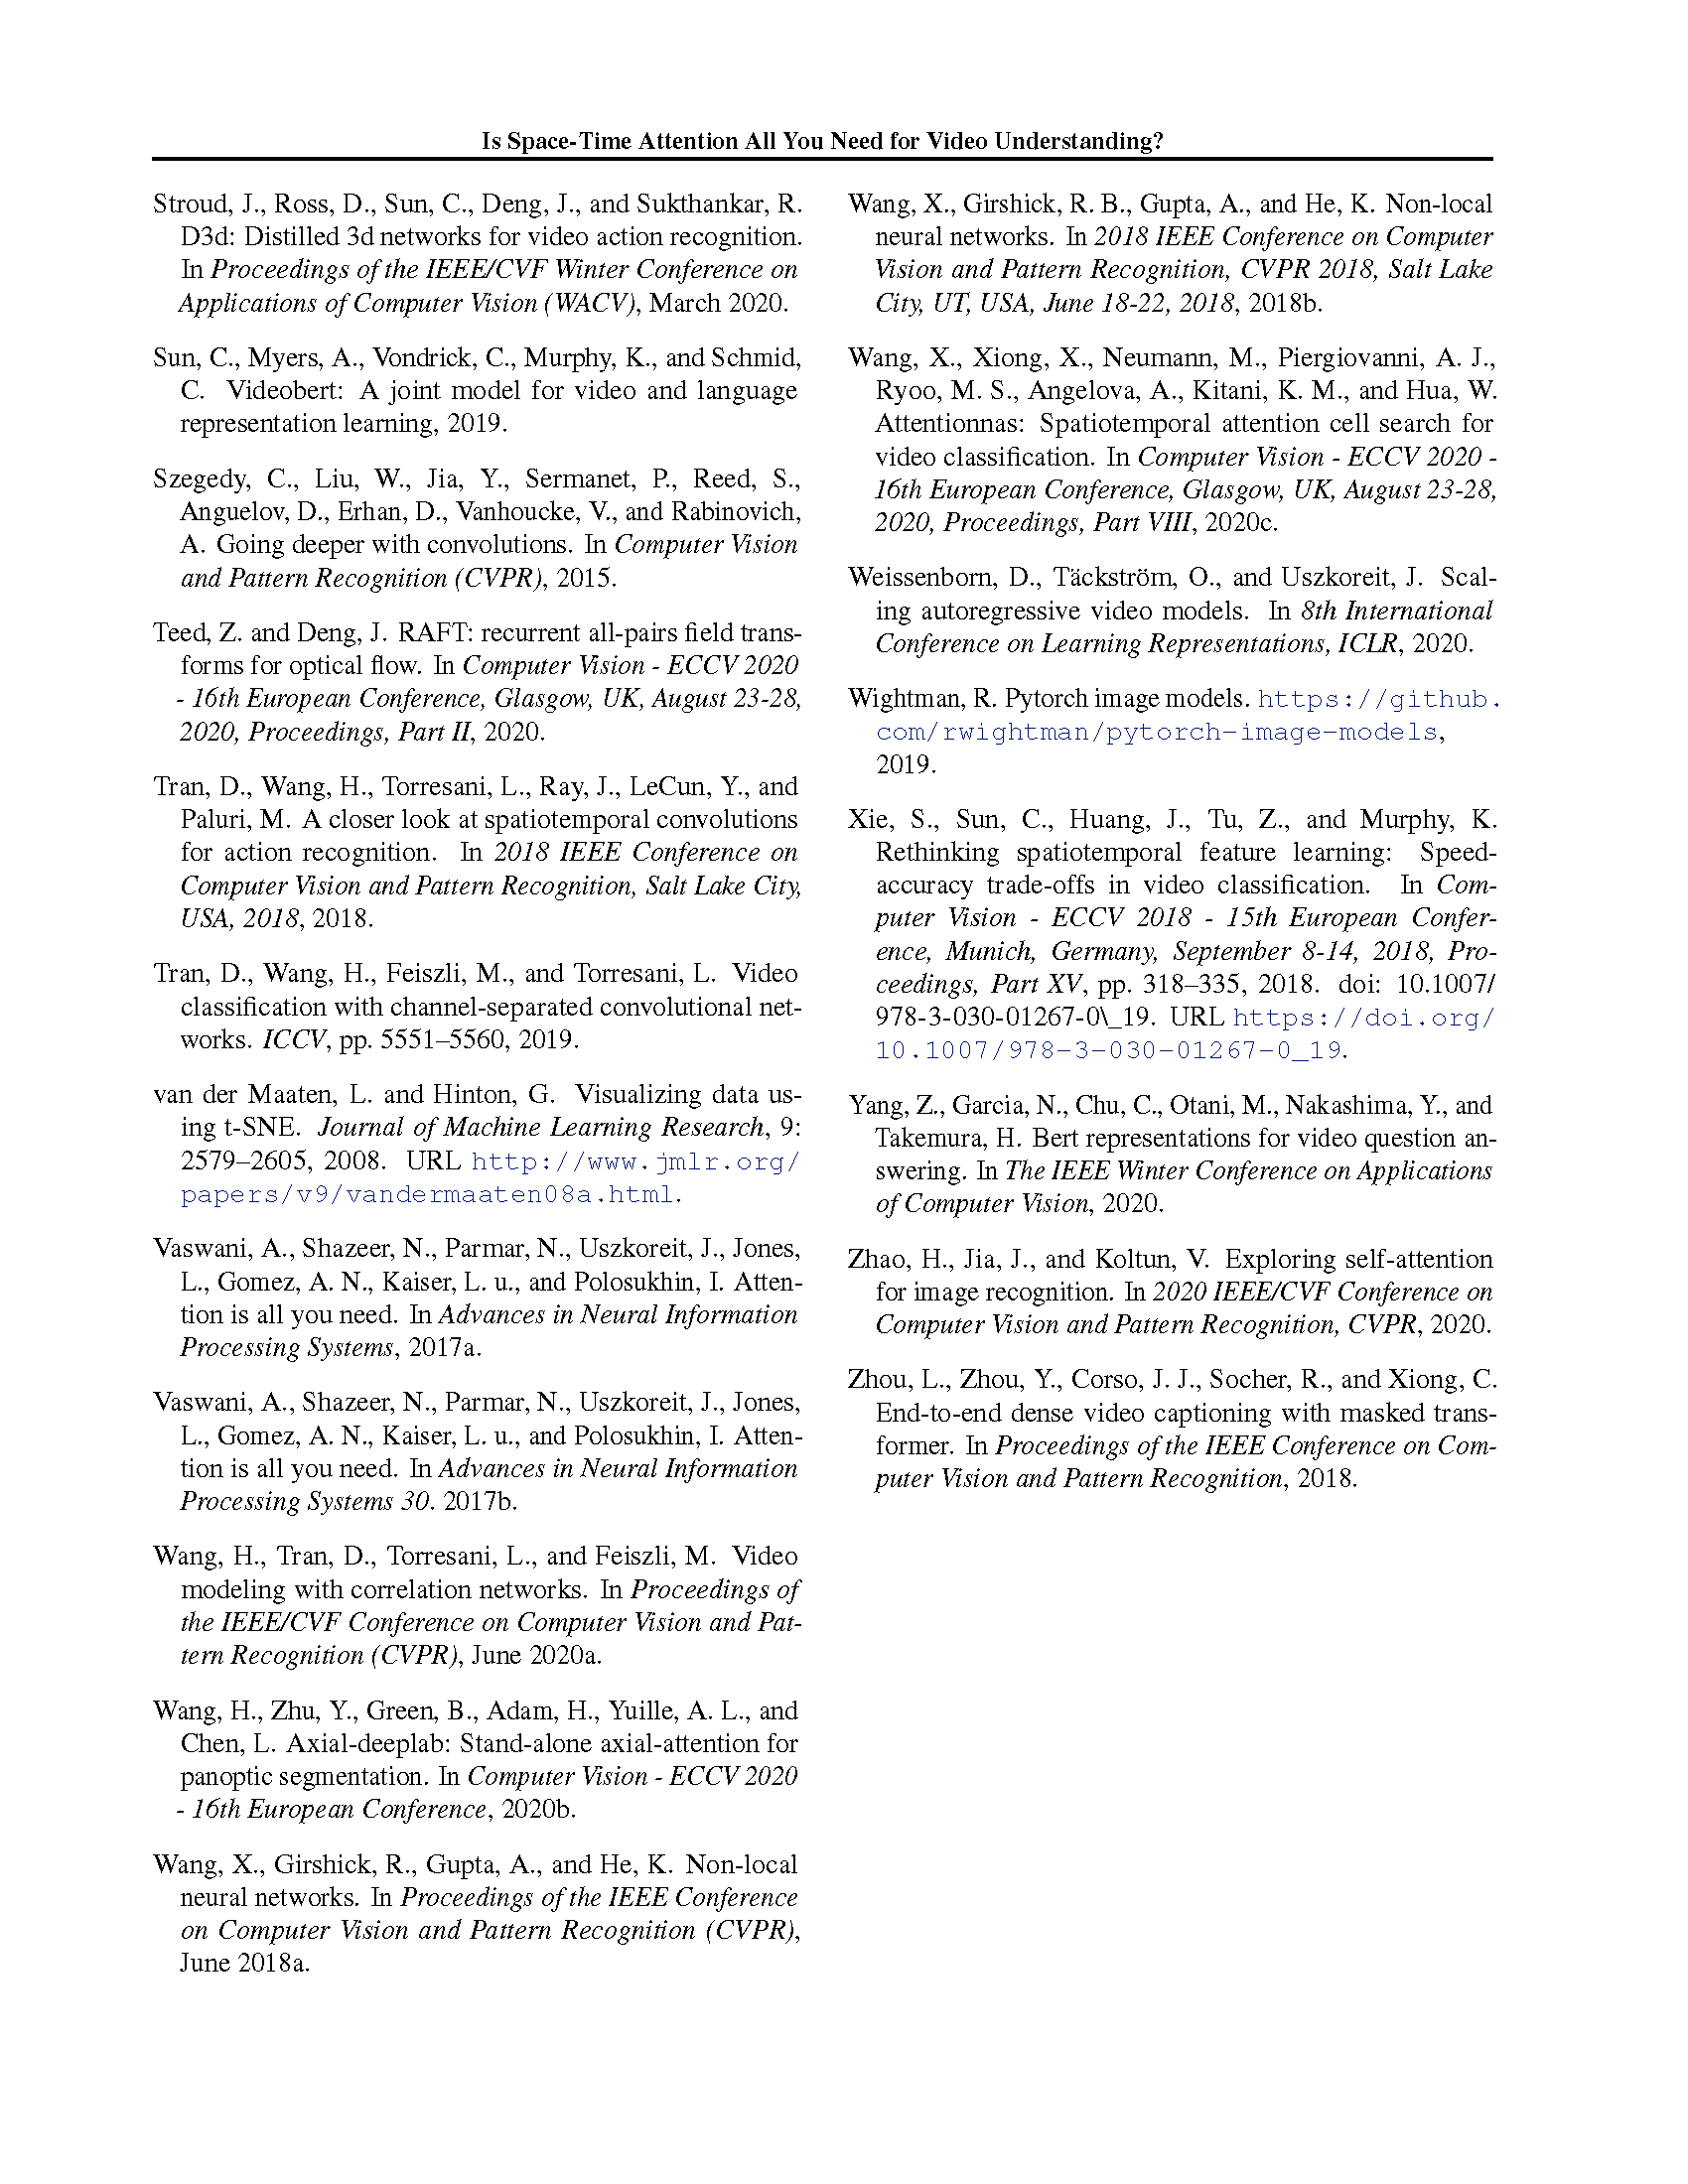 Is Space-Time Attention All You Need for Video Understanding?
Stroud, J., Ross, D., Sun, C., Deng, J., and Sukthankar, R.
D3d: Distilled 3d networks for video action recognition.
In Proceedings of the IEEE/CVF Winter Conference on
Applications of Computer Vision (WACV), March 2020.
Sun, C., Myers, A., Vondrick, C., Murphy, K., and Schmid,
C. Videobert: A joint model for video and language
representation learning, 2019.
Szegedy, C., Liu, W., Jia, Y., Sermanet, P., Reed, S.,
Anguelov, D., Erhan, D., Vanhoucke, V., and Rabinovich,
A. Going deeper with convolutions. In Computer Vision
and Pattern Recognition (CVPR), 2015.
Teed, Z. and Deng, J. RAFT: recurrent all-pairs field trans-
forms for optical flow. In Computer Vision - ECCV 2020
- 16th European Conference, Glasgow, UK, August 23-28,
2020, Proceedings, Part II, 2020.
Tran, D., Wang, H., Torresani, L., Ray, J., LeCun, Y., and
Paluri, M. A closer look at spatiotemporal convolutions
for action recognition. In 2018 IEEE Conference on
Computer Vision and Pattern Recognition, Salt Lake City,
USA, 2018, 2018.
Tran, D., Wang, H., Feiszli, M., and Torresani, L. Video
classification with channel-separated convolutional net-
works. ICCV, pp. 5551–5560, 2019.
van der Maaten, L. and Hinton, G. Visualizing data us-
ing t-SNE. Journal of Machine Learning Research, 9:
2579–2605, 2008. URL http://www.jmlr.org/
papers/v9/vandermaaten08a.html.
Vaswani, A., Shazeer, N., Parmar, N., Uszkoreit, J., Jones,
L., Gomez, A. N., Kaiser, L. u., and Polosukhin, I. Atten-
tion is all you need. In Advances in Neural Information
Processing Systems, 2017a.
Vaswani, A., Shazeer, N., Parmar, N., Uszkoreit, J., Jones,
L., Gomez, A. N., Kaiser, L. u., and Polosukhin, I. Atten-
tion is all you need. In Advances in Neural Information
Processing Systems 30. 2017b.
Wang, H., Tran, D., Torresani, L., and Feiszli, M. Video
modeling with correlation networks. In Proceedings of
the IEEE/CVF Conference on Computer Vision and Pat-
tern Recognition (CVPR), June 2020a.
Wang, H., Zhu, Y., Green, B., Adam, H., Yuille, A. L., and
Chen, L. Axial-deeplab: Stand-alone axial-attention for
panoptic segmentation. In Computer Vision - ECCV 2020
- 16th European Conference, 2020b.
Wang, X., Girshick, R., Gupta, A., and He, K. Non-local
neural networks. In Proceedings of the IEEE Conference
on Computer Vision and Pattern Recognition (CVPR),
June 2018a.
Wang, X., Girshick, R. B., Gupta, A., and He, K. Non-local
neural networks. In 2018 IEEE Conference on Computer
Vision and Pattern Recognition, CVPR 2018, Salt Lake
City, UT, USA, June 18-22, 2018, 2018b.
Wang, X., Xiong, X., Neumann, M., Piergiovanni, A. J.,
Ryoo, M. S., Angelova, A., Kitani, K. M., and Hua, W.
Attentionnas: Spatiotemporal attention cell search for
video classification. In Computer Vision - ECCV 2020 -
16th European Conference, Glasgow, UK, August 23-28,
2020, Proceedings, Part VIII, 2020c.
Weissenborn, D., Täckström, O., and Uszkoreit, J. Scal-
ing autoregressive video models. In 8th International
Conference on Learning Representations, ICLR, 2020.
Wightman, R. Pytorch image models. https://github.
com/rwightman/pytorch-image-models,
2019.
Xie, S., Sun, C., Huang, J., Tu, Z., and Murphy, K.
Rethinking spatiotemporal feature learning: Speed-
accuracy trade-offs in video classification. In Com-
puter Vision - ECCV 2018 - 15th European Confer-
ence, Munich, Germany, September 8-14, 2018, Pro-
ceedings, Part XV, pp. 318–335, 2018. doi: 10.1007/
978-3-030-01267-0\_19. URL https://doi.org/
10.1007/978-3-030-01267-0_19.
Yang, Z., Garcia, N., Chu, C., Otani, M., Nakashima, Y., and
Takemura, H. Bert representations for video question an-
swering. In The IEEE Winter Conference on Applications
of Computer Vision, 2020.
Zhao, H., Jia, J., and Koltun, V. Exploring self-attention
for image recognition. In 2020 IEEE/CVF Conference on
Computer Vision and Pattern Recognition, CVPR, 2020.
Zhou, L., Zhou, Y., Corso, J. J., Socher, R., and Xiong, C.
End-to-end dense video captioning with masked trans-
former. In Proceedings of the IEEE Conference on Com-
puter Vision and Pattern Recognition, 2018.